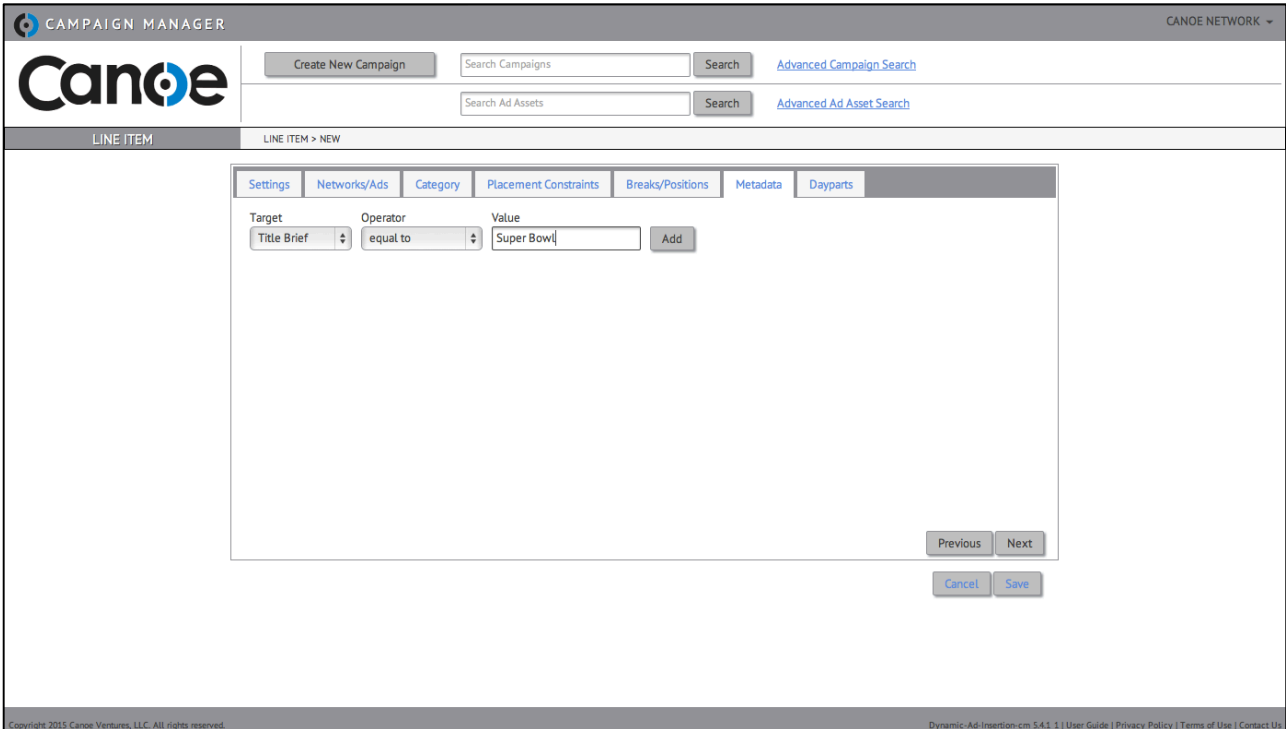 CAMPAIGN MANAGER
CANOE NETWORK
Canoe
Create New Campaign
Search Campaigns
Search
Advanced Campaign Search
Search Ad Assets
Search
Advanced Ad Asset Search
LINE ITEM
LINE ITEM > NEW
Settings
Networks/Ads
Category
Placement Constraints
Breaks/Positions
Metadata
Dayparts
Target
Operator
Value
Title Brief
equal to
Super Bowl
Add
Previous
Next
Cancel
Save
Copyright 2015 Canoe Ventures, LLC. All rights reserved.
Dynamic-Ad-Insertion-cm 5.4.1 1 | User Guide | Privacy Policy | Terms of Use | Contact Us